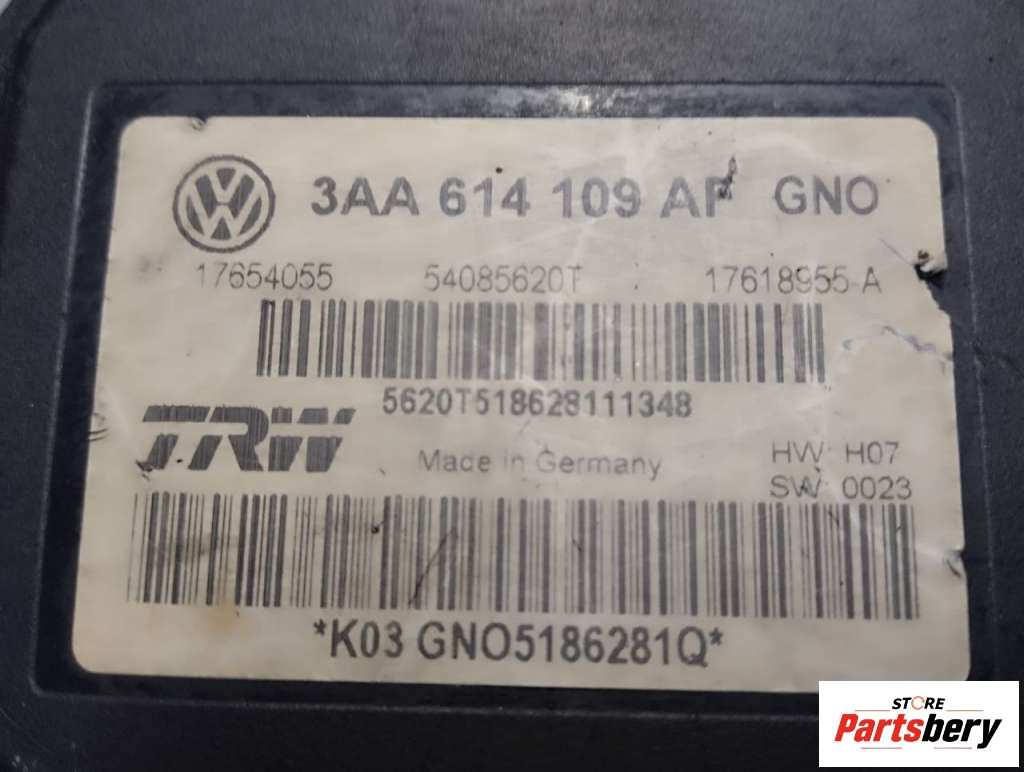 3AA 614 109 AF GNO
17654055 54085620T 17618955-A
5620T518628111348
TRW
Made in Germany
HW H07
SW 0023
*K03 GNO5186281Q*
STORE
Partsbery